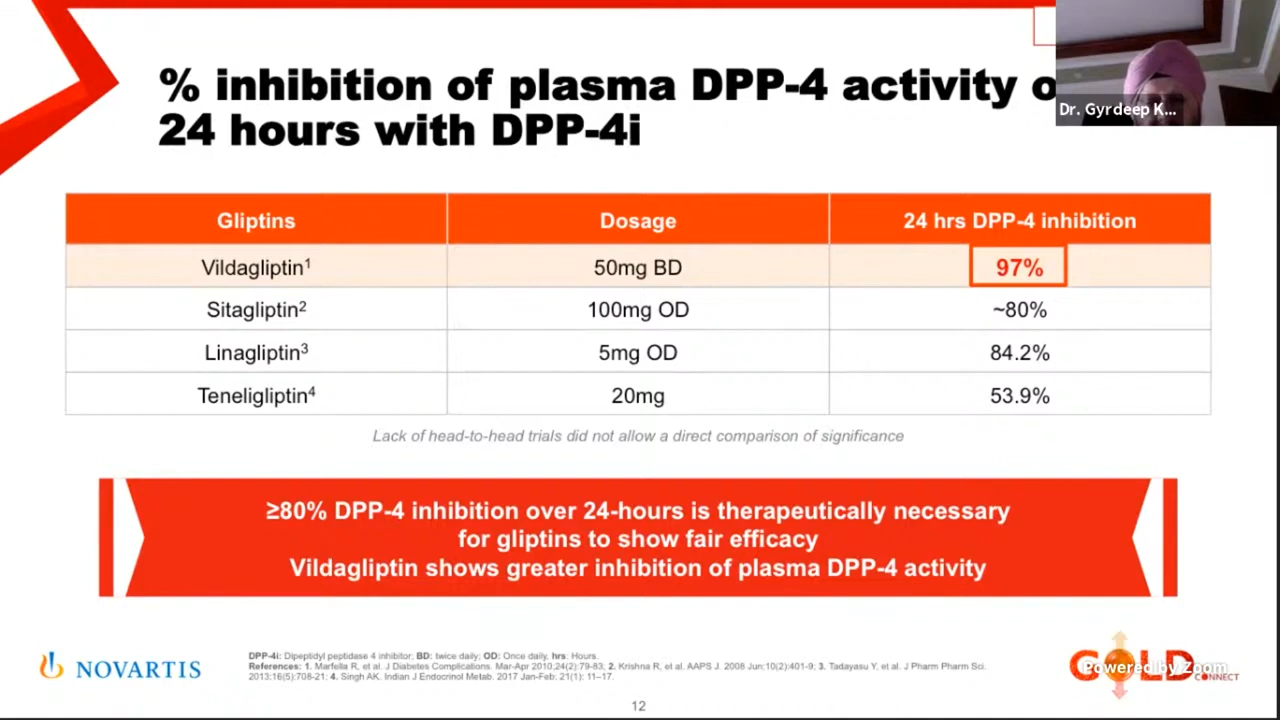 % inhibition of plasma DPP-4 activity o
24 hours with DPP-4i
Dr. Gyrdeep K...
Gliptins Dosage 24 hrs DPP-4 inhibition
Vildagliptin¹ 50mg BD 97%
Sitagliptin² 100mg OD ~80%
Linagliptin³ 5mg OD 84.2%
Teneligliptin⁴ 20mg 53.9%
Lack of head-to-head trials did not allow a direct comparison of significance
≥80% DPP-4 inhibition over 24-hours is therapeutically necessary
for gliptins to show fair efficacy
Vildagliptin shows greater inhibition of plasma DPP-4 activity
NOVARTIS
DPP-4i: Dipeptidyl peptidase 4 inhibitor; BD: twice daily; OD: Once daily, hrs: Hours.
References: 1. Marfella R, et al. J Diabetes Complications. Mar-Apr 2010;24(2):79-83; 2. Krishna R, et al. AAPS J. 2008 Jun;10(2):401-9; 3. Tadayasu Y, et al. J Pharm Pharm Sci.
2013;16(5):708-21; 4. Singh AK. Indian J Endocrinol Metab. 2017 Jan-Feb; 21(1): 11–17.
GOLD
CONNECT
Powered by Zoom
12